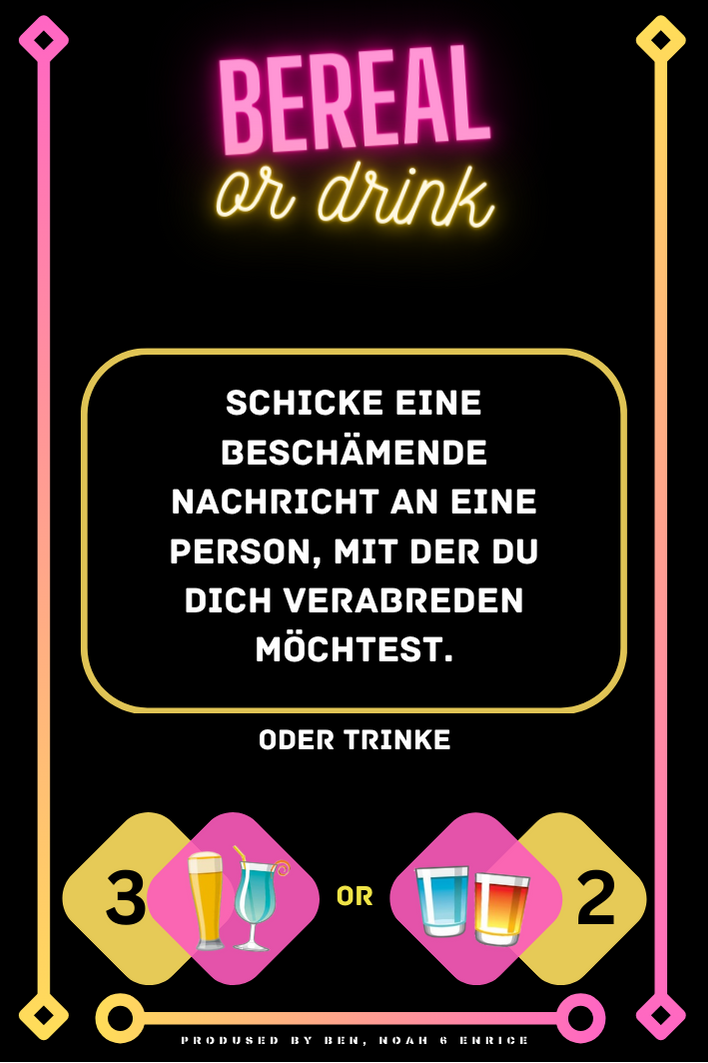 BEREAL
or drink
SCHICKE EINE
BESCHÄMENDE
NACHRICHT AN EINE
PERSON, MIT DER DU
DICH VERABREDEN
MÖCHTEST.
ODER TRINKE
3 OR 2
PRODUSED BY BEN, NOAH 6 ENRICE